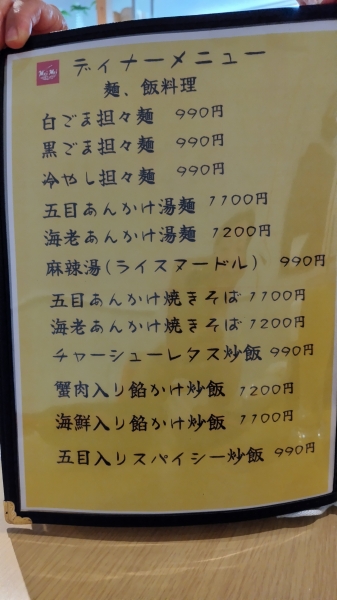 ディナーメニュー
麺、飯料理
白ごま担々麺 990円
黒ごま担々麺 990円
冷やし担々麺 990円
五目あんかけ湯麺 1100円
海老あんかけ湯麺 1200円
麻辣湯(ライスヌードル) 990円
五目あんかけ焼きそば 1100円
海老あんかけ焼きそば 1200円
チャーシューレタス炒飯 990円
蟹肉入り餡かけ炒飯 1200円
海鮮入り餡かけ炒飯 1100円
五目入りスパイシー炒飯 990円